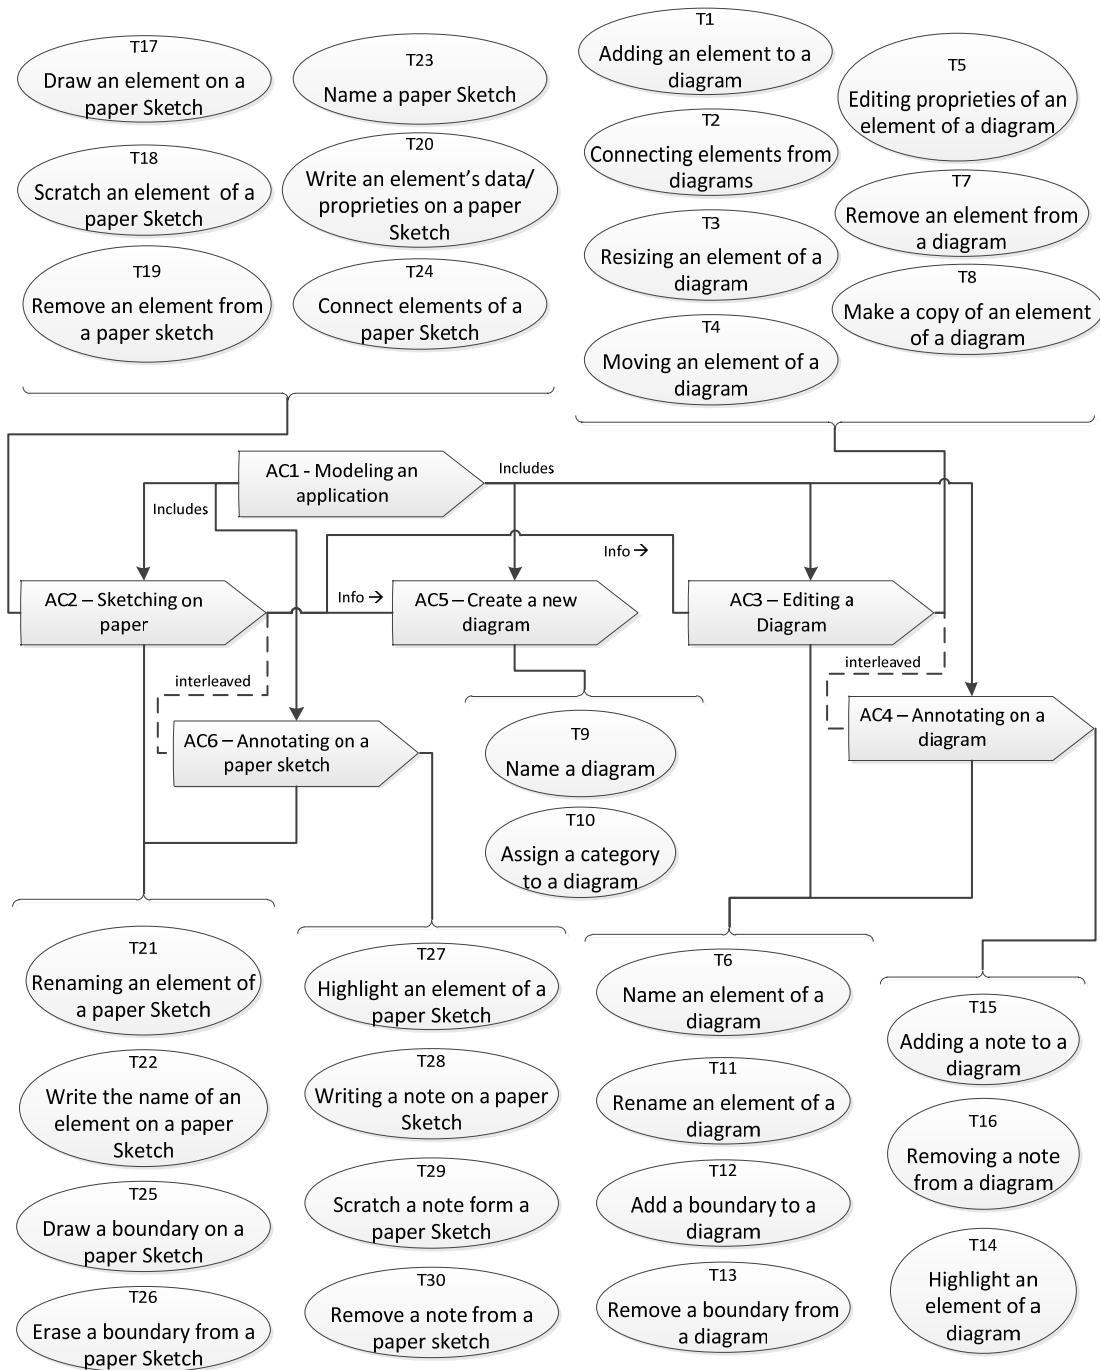 T17
Draw an element on a
paper Sketch
T23
Name a paper Sketch
T18
Scratch an element of a
paper Sketch
T20
Write an element’s data/
proprieties on a paper
Sketch
T19
Remove an element from
a paper sketch
T24
Connect elements of a
paper Sketch
T1
Adding an element to a
diagram
T5
Editing proprieties of an
element of a diagram
T2
Connecting elements from
diagrams
T7
Remove an element from
a diagram
T3
Resizing an element of a
diagram
T8
Make a copy of an element
of a diagram
T4
Moving an element of a
diagram
AC1 - Modeling an
application
Includes
Includes
Info →
Info →
AC2 – Sketching on
paper
AC5 – Create a new
diagram
AC3 – Editing a
Diagram
interleaved
interleaved
AC6 – Annotating on a
paper sketch
AC4 – Annotating on a
diagram
T9
Name a diagram
T10
Assign a category
to a diagram
T21
Renaming an element of
a paper Sketch
T22
Write the name of an
element on a paper
Sketch
T25
Draw a boundary on a
paper Sketch
T26
Erase a boundary from a
paper Sketch
T27
Highlight an element of a
paper Sketch
T28
Writing a note on a paper
Sketch
T29
Scratch a note form a
paper Sketch
T30
Remove a note from a
paper sketch
T6
Name an element of a
diagram
T11
Rename an element of a
diagram
T12
Add a boundary to a
diagram
T13
Remove a boundary from
a diagram
T15
Adding a note to a
diagram
T16
Removing a note
from a diagram
T14
Highlight an
element of a
diagram